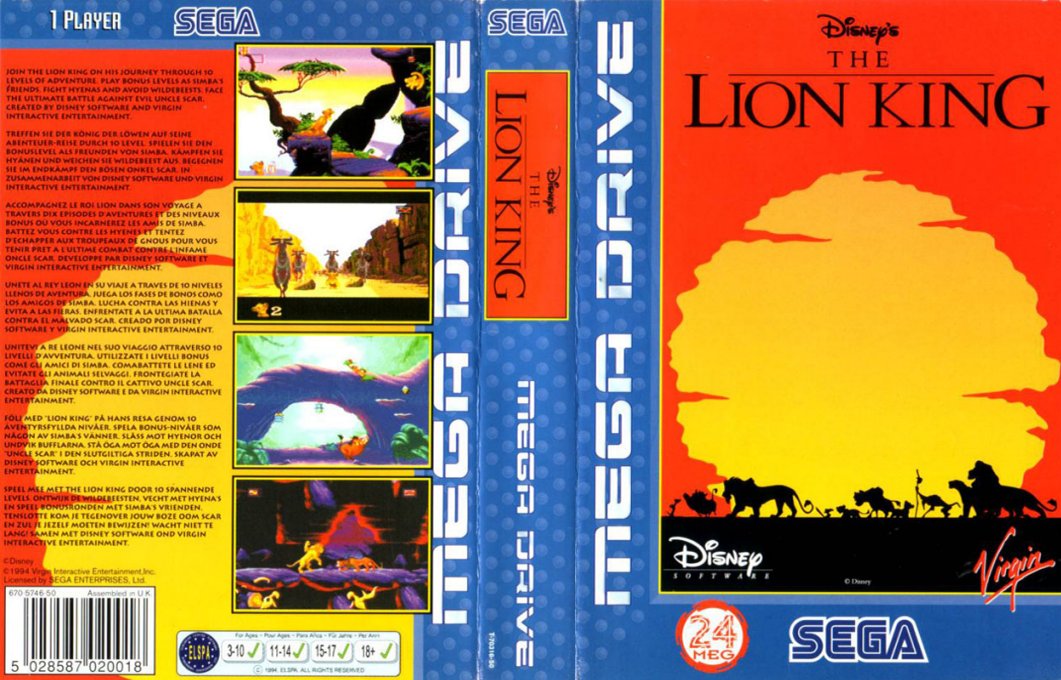 1 PLAYER
SEGA
JOIN THE LION KING ON HIS JOURNEY THROUGH 10
LEVELS OF ADVENTURE. PLAY BONUS LEVELS AS SIMBA'S
FRIENDS. FIGHT HYENAS AND AVOID WILDEBEESTS. FACE
THE ULTIMATE BATTLE AGAINST EVIL UNCLE SCAR.
CREATED BY DISNEY SOFTWARE AND VIRGIN
INTERACTIVE ENTERTAINMENT.
TREFFEN SIE DER KÖNIG DER LÖWEN AUF SEINE
ABENTEUER-REISE DURCH 10 LEVEL. SPIELEN SIE DEN
BONUSLEVEL ALS FREUNDEN VON SIMBA. KÄMPFEN SIE
HYÄNEN UND WEICHEN SIE WILDEBEEST AUS. BEGEGNEN
SIE IM ENDKÄMPF DEN BÖSEN ONKEL SCAR. IN
ZUSAMMENARBEIT VON DISNEY SOFTWARE UND VIRGIN
INTERACTIVE ENTERTAINMENT.
ACCOMPAGNEZ LE ROI LION DANS SON VOYAGE A
TRAVERS DIX EPISODES D'AVENTURES ET DES NIVEAUX
BONUS OU VOUS INCARNEREZ LES AMIS DE SIMBA.
BATTEZ VOUS CONTRE LES HYENES ET TENTEZ
D'ECHAPPER AUX TROUPEAUX DE GNOUS POUR VOUS
TENIR PRET A L'ULTIME COMBAT CONTRE L'INFAME
ONCLE SCAR. DEVELOPPE PAR DISNEY SOFTWARE ET
VIRGIN INTERACTIVE ENTERTAINMENT.
UNETE AL REY LEON EN SU VIAJE A TRAVES DE 10 NIVELES
LLENOS DE AVENTURA. JUEGA LOS FASES DE BONOS COMO
LOS AMIGOS DE SIMBA. LUCHA CONTRA LAS HIENAS Y
EVITA A LAS FIERAS. ENFRENTATE A LA ULTIMA BATALLA
CONTRA EL MALVADO SCAR. CREADO POR DISNEY
SOFTWARE Y VIRGIN INTERACTIVE ENTERTAINMENT.
UNITEVI A RE LEONE NEL SUO VIAGGIO ATTRAVERSO 10
LIVELLI D'AVVENTURA. UTILIZZATE I LIVELLI BONUS
COME GLI AMICI DI SIMBA. COMABATTETE LE LENE ED
EVITATE GLI ANIMALI SELVAGGI. FRONTEGIATE LA
BATTAGLIA FINALE CONTRO IL CATTIVO UNCLE SCAR.
CREATO DA DISNEY SOFTWARE E DA VIRGIN INTERACTIVE
ENTERTAINMENT.
FÖLJ MED "LION KING" PÅ HANS RESA GENOM 10
ÄVENTYRSFYLLDA NIVÅER. SPELA BONUS-NIVÅER SOM
NÅGON AV SIMBA'S VÄNNER. SLÅSS MOT HYENOR OCH
UNDVIK BUFFLARNA. STÅ ÖGA MOT ÖGA MED DEN ONDE
"UNCLE SCAR" I DEN SLUTGILTIGA STRIDEN. SKAPAT AV
DISNEY SOFTWARE OCH VIRGIN INTERACTIVE
ENTERTAINMENT.
SPEEL MEE MET THE LION KING DOOR 10 SPANNENDE
LEVELS. ONTWIJK DE WILDEBEESTEN, VECHT MET HYENA'S
EN SPEEL BONUSRONDEN MET SIMBA'S VRIENDEN.
TENSLOTTE KOM JE TEGENOVER JOUW BOZE OOM SCAR
EN ZUL JE JEZELF MOETEN BEWIJZEN! WACHT NIET TE
LANG! SAMEN MET DISNEY SOFTWARE OND VIRGIN
INTERACTIVE ENTERTAINMENT.
©Disney
©1994 Virgin Interactive Entertainment, Inc.
Licensed by SEGA ENTERPRISES, Ltd.
670 5746-50 Assembled in U.K
5 028587 020018
2
ELSPA
For Ages - Pour Ages - Para Años - Für Jahre - Per Anni
3-10 11-14 15-17 18+
© 1994. ELSPA. ALL RIGHTS RESERVED
MEGA DRIVE
SEGA
DISNEY'S
THE
LION KING
MEGA DRIVE
T-70316-50
MEGA DRIVE
DISNEY'S
THE
LION KING
DISNEY
SOFTWARE
© Disney
Virgin
24
MEG
SEGA